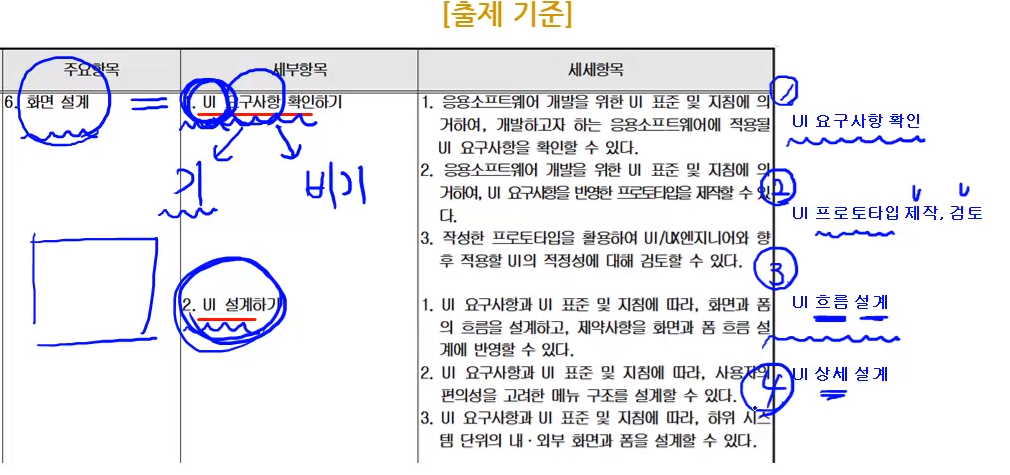 [출제 기준]
주요항목 세부항목 세세항목
6. 화면 설계 = 1. UI 요구사항 확인하기
기 비기
1. 응용소프트웨어 개발을 위한 UI 표준 및 지침에 의
거하여, 개발하고자 하는 응용소프트웨어에 적용될
UI 요구사항을 확인할 수 있다.
2. 응용소프트웨어 개발을 위한 UI 표준 및 지침에 의
거하여, UI 요구사항을 반영한 프로토타입을 제작할 수 있
다.
3. 작성한 프로토타입을 활용하여 UI/UX엔지니어와 향
후 적용할 UI의 적정성에 대해 검토할 수 있다.
2. UI 설계하기
1. UI 요구사항과 UI 표준 및 지침에 따라, 화면과 폼
의 흐름을 설계하고, 제약사항을 화면과 폼 흐름 설
계에 반영할 수 있다.
2. UI 요구사항과 UI 표준 및 지침에 따라, 사용자의
편의성을 고려한 메뉴 구조를 설계할 수 있다.
3. UI 요구사항과 UI 표준 및 지침에 따라, 하위 시스
템 단위의 내·외부 화면과 폼을 설계할 수 있다.
1
UI 요구사항 확인
2
UI 프로토타입 제작, 검토
3
UI 흐름 설계
4
UI 상세 설계